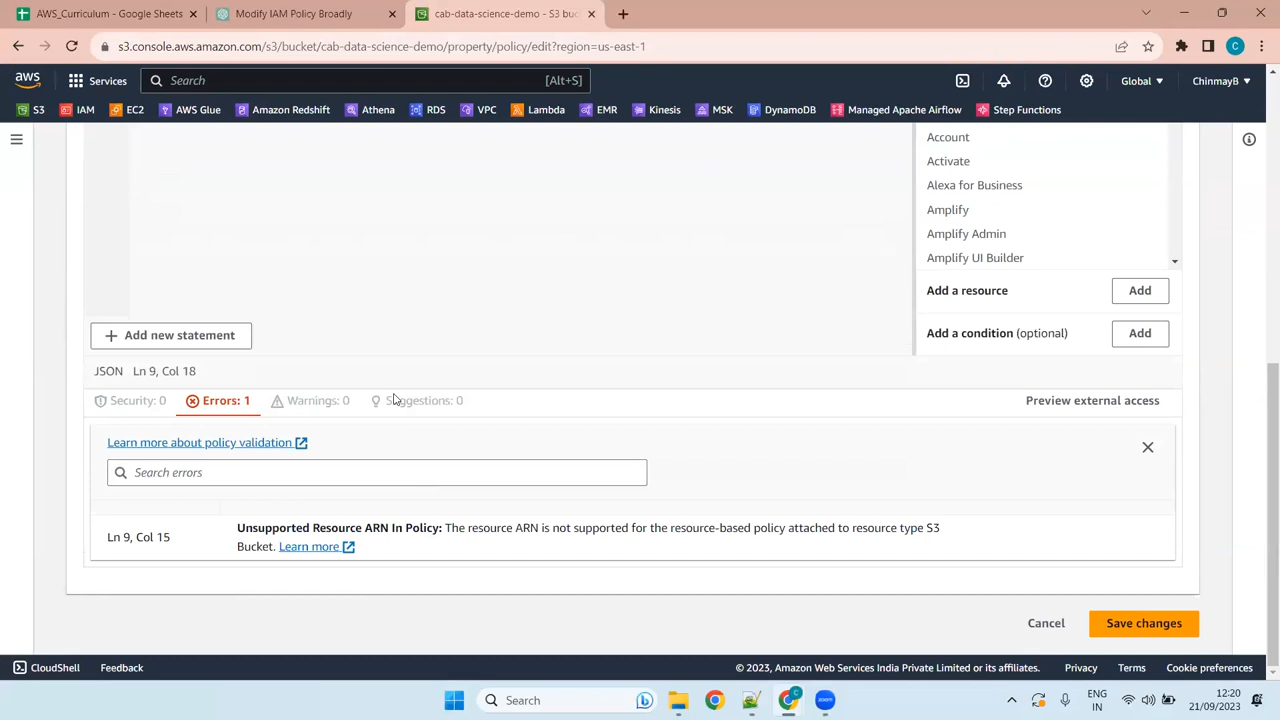 AWS_Curriculum - Google Sheets
Modify IAM Policy Broadly
cab-data-science-demo - S3 buc
s3.console.aws.amazon.com/s3/bucket/cab-data-science-demo/property/policy/edit?region=us-east-1
C
aws
Services
Search
[Alt+S]
Global
ChinmayB
S3
IAM
EC2
AWS Glue
Amazon Redshift
Athena
RDS
VPC
Lambda
EMR
Kinesis
MSK
DynamoDB
Managed Apache Airflow
Step Functions
Account
Activate
Alexa for Business
Amplify
Amplify Admin
Amplify UI Builder
Add a resource
Add
Add a condition (optional)
Add
+ Add new statement
JSON Ln 9, Col 18
Security: 0
Errors: 1
Warnings: 0
Suggestions: 0
Preview external access
Learn more about policy validation
Search errors
Ln 9, Col 15
Unsupported Resource ARN In Policy: The resource ARN is not supported for the resource-based policy attached to resource type S3
Bucket. Learn more
Cancel
Save changes
CloudShell
Feedback
© 2023, Amazon Web Services India Private Limited or its affiliates.
Privacy
Terms
Cookie preferences
Search
zoom
ENG
IN
12:20
21/09/2023